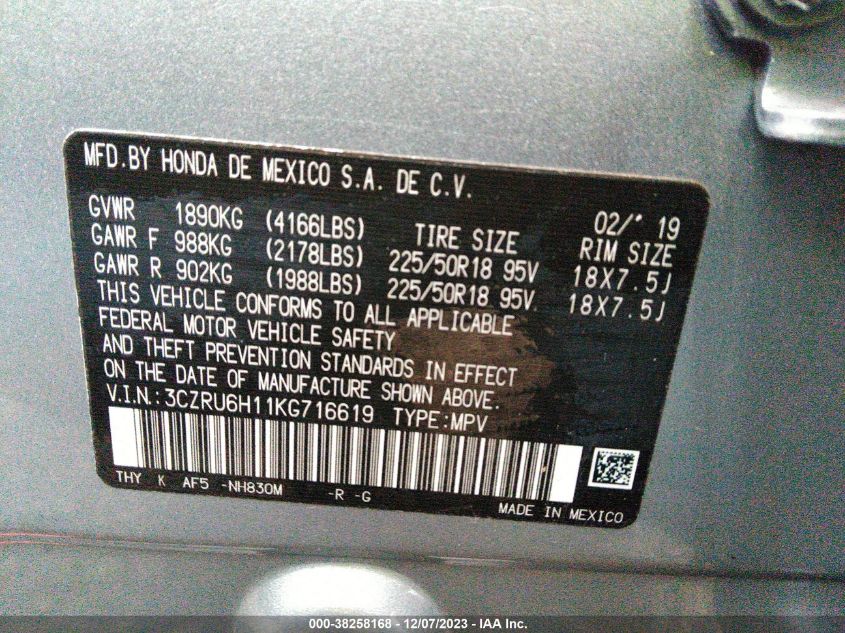 MFD.BY HONDA DE MEXICO S.A. DE C.V.
02/* 19
GVWR 1890KG (4166LBS) TIRE SIZE RIM SIZE
GAWR F 988KG (2178LBS) 225/50R18 95V 18X7.5J
GAWR R 902KG (1988LBS) 225/50R18 95V. 18X7.5J
THIS VEHICLE CONFORMS TO ALL APPLICABLE
FEDERAL MOTOR VEHICLE SAFETY
AND THEFT PREVENTION STANDARDS IN EFFECT
ON THE DATE OF MANUFACTURE SHOWN ABOVE.
V.I.N.:3CZRU6H11KG716619 TYPE:MPV
THY K AF5 -NH830M -R -G
MADE IN MEXICO
000-38258168 - 12/07/2023 - IAA Inc.